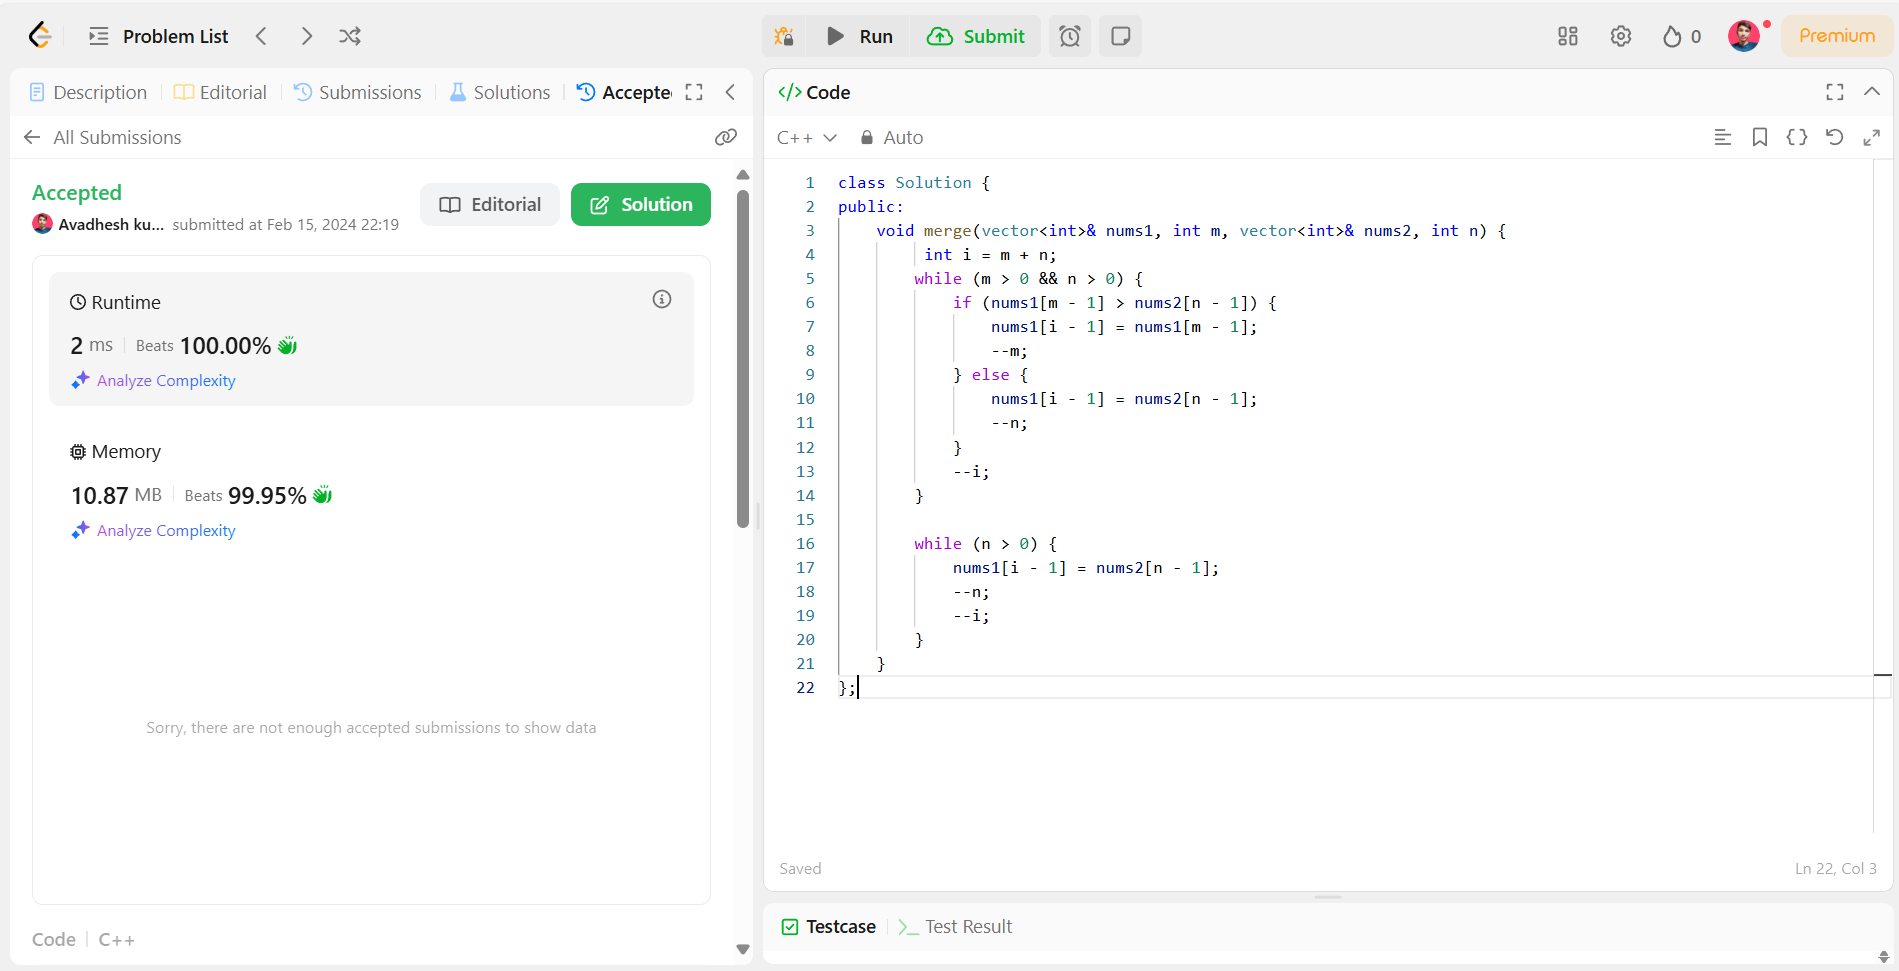 Problem List
Run
Submit
0
Premium
Description
Editorial
Submissions
Solutions
Accepte
All Submissions
Accepted
Avadhesh ku... submitted at Feb 15, 2024 22:19
Editorial
Solution
Runtime
2 ms Beats 100.00%
Analyze Complexity
Memory
10.87 MB Beats 99.95%
Analyze Complexity
Sorry, there are not enough accepted submissions to show data
Code C++
</> Code
C++ Auto
1 class Solution {
2 public:
3     void merge(vector<int>& nums1, int m, vector<int>& nums2, int n) {
4          int i = m + n;
5         while (m > 0 && n > 0) {
6             if (nums1[m - 1] > nums2[n - 1]) {
7                 nums1[i - 1] = nums1[m - 1];
8                 --m;
9             } else {
10                 nums1[i - 1] = nums2[n - 1];
11                 --n;
12             }
13             --i;
14         }
15
16         while (n > 0) {
17             nums1[i - 1] = nums2[n - 1];
18             --n;
19             --i;
20         }
21     }
22 };
Saved
Ln 22, Col 3
Testcase
Test Result